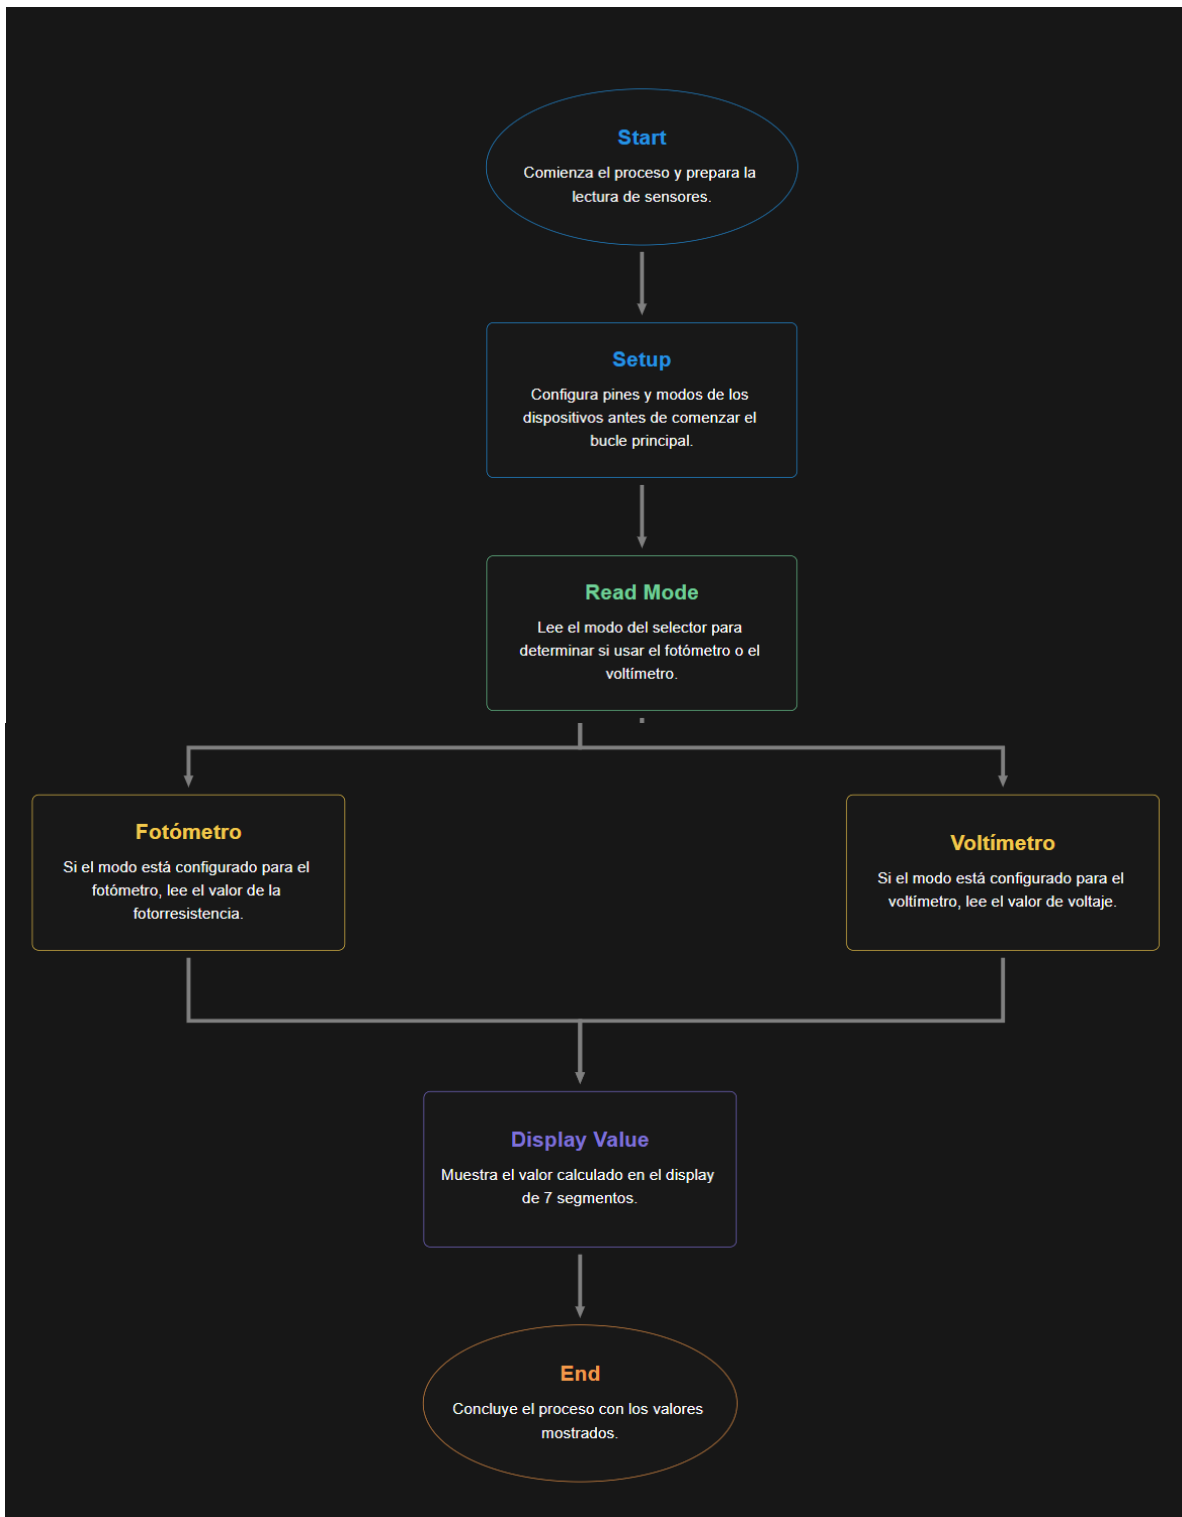 Start
Comienza el proceso y prepara la
lectura de sensores.
Setup
Configura pines y modos de los
dispositivos antes de comenzar el
bucle principal.
Read Mode
Lee el modo del selector para
determinar si usar el fotómetro o el
voltímetro.
Fotómetro
Si el modo está configurado para el
fotómetro, lee el valor de la
fotorresistencia.
Voltímetro
Si el modo está configurado para el
voltímetro, lee el valor de voltaje.
Display Value
Muestra el valor calculado en el display
de 7 segmentos.
End
Concluye el proceso con los valores
mostrados.